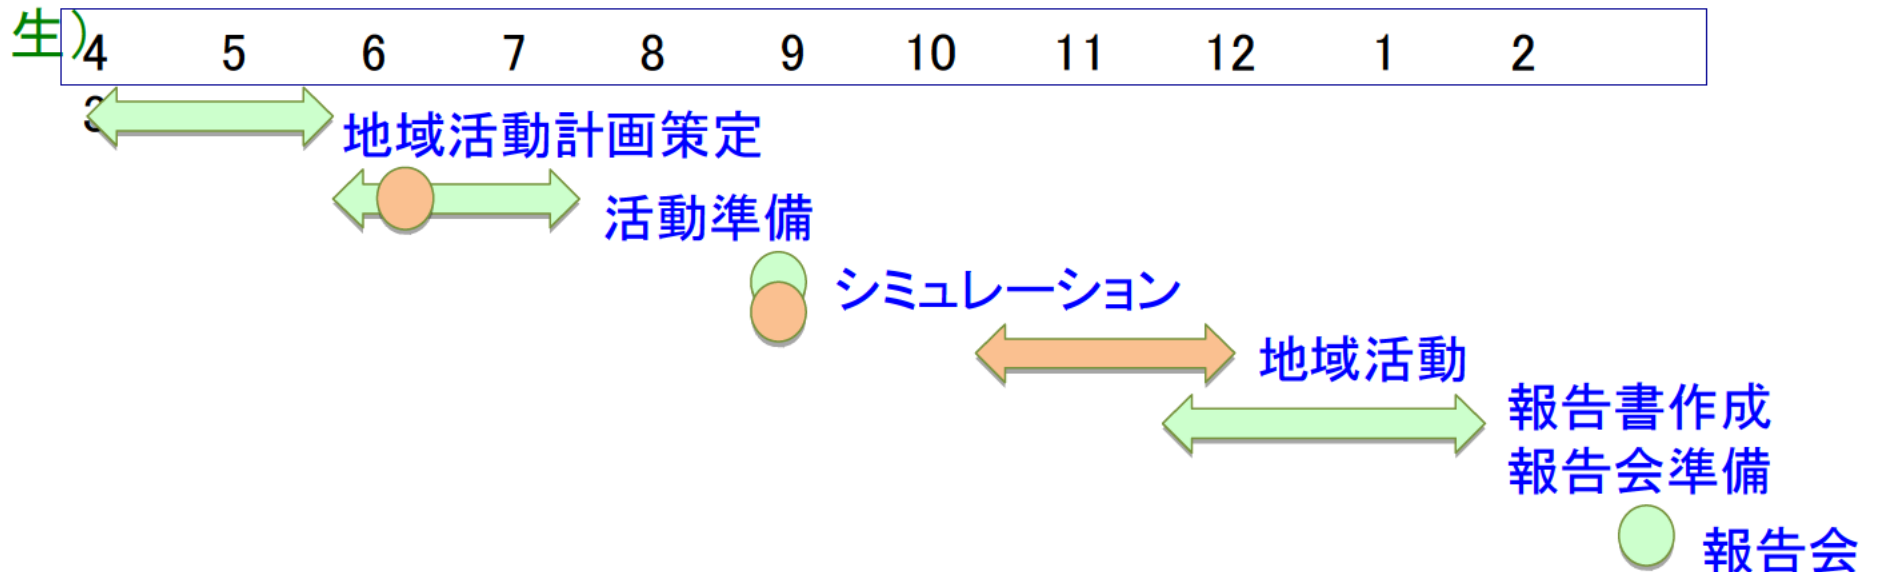 生)
4 5 6 7 8 9 10 11 12 1 2
3
地域活動計画策定
活動準備
シミュレーション
地域活動
報告書作成
報告会準備
報告会